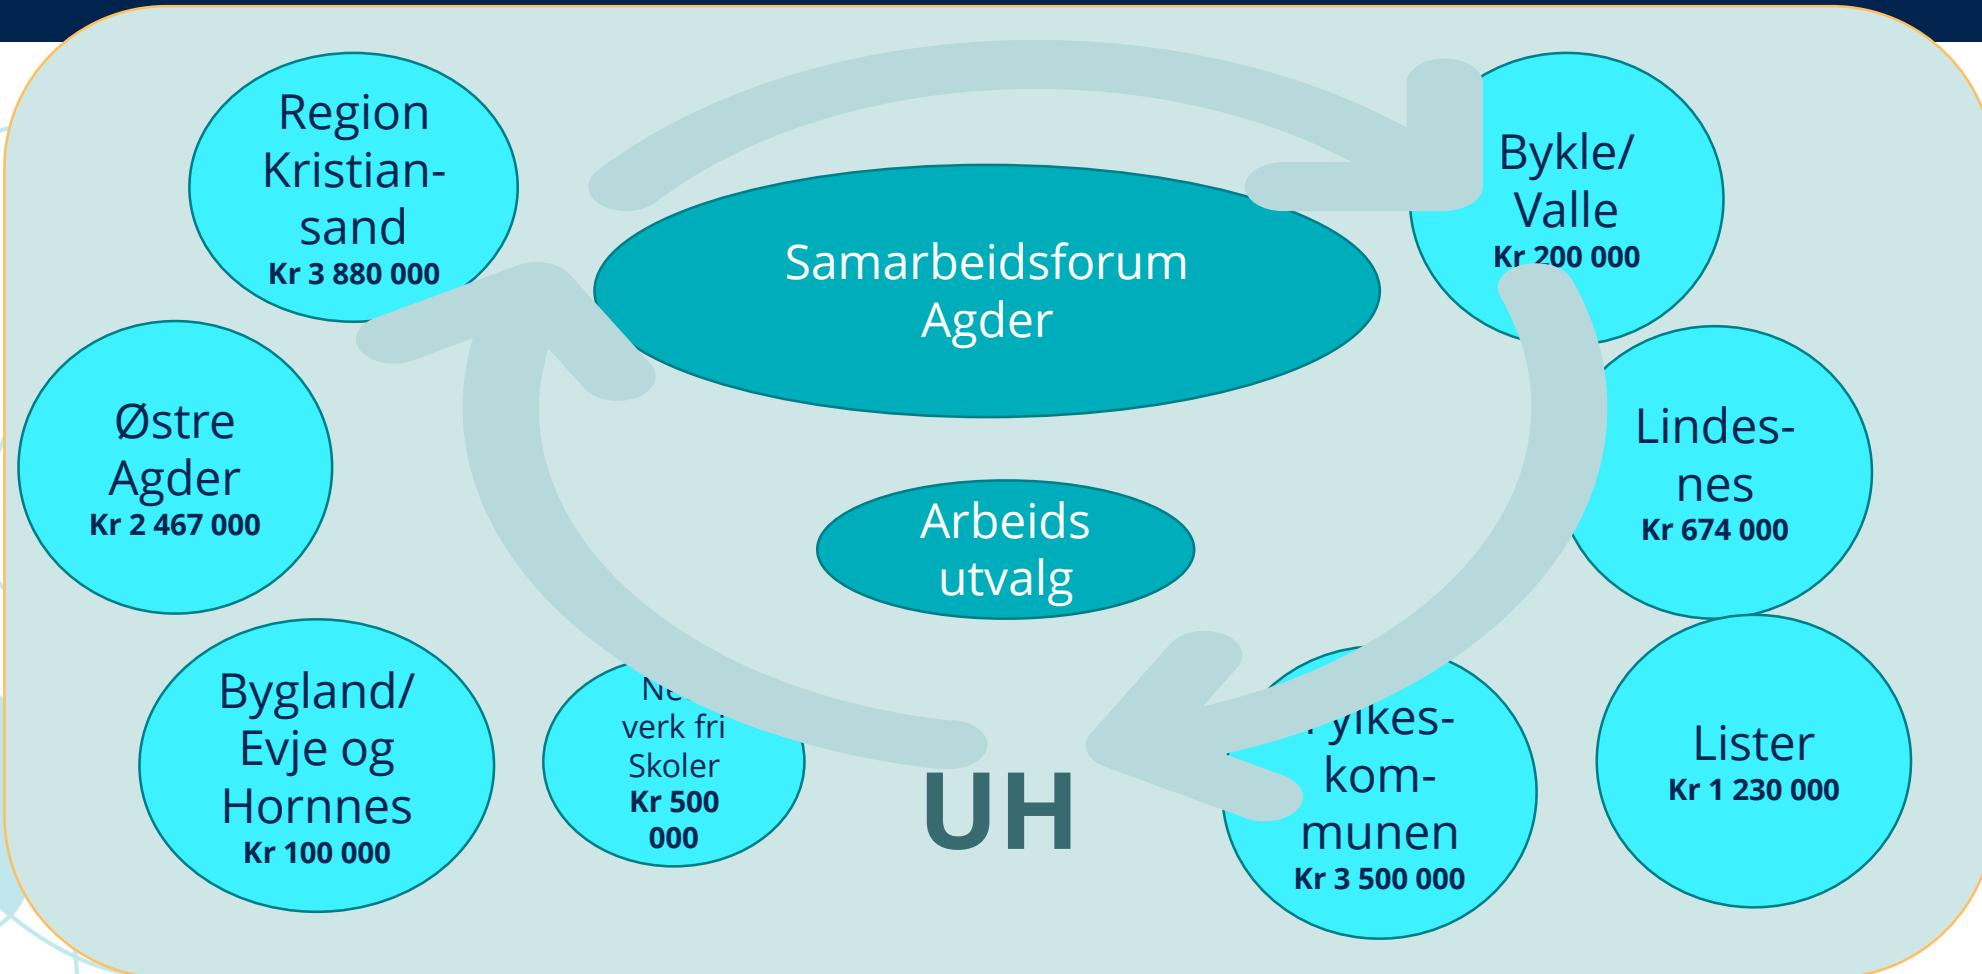 Region
Kristian-
sand
Kr 3 880 000
Samarbeidsforum
Agder
Bykle/
Valle
Kr 200 000
Østre
Agder
Kr 2 467 000
Lindes-
nes
Kr 674 000
Arbeids
utvalg
Bygland/
Evje og
Hornnes
Kr 100 000
verk fri
Skoler
Kr 500
000
UH
kom-
munen
Kr 3 500 000
Lister
Kr 1 230 000